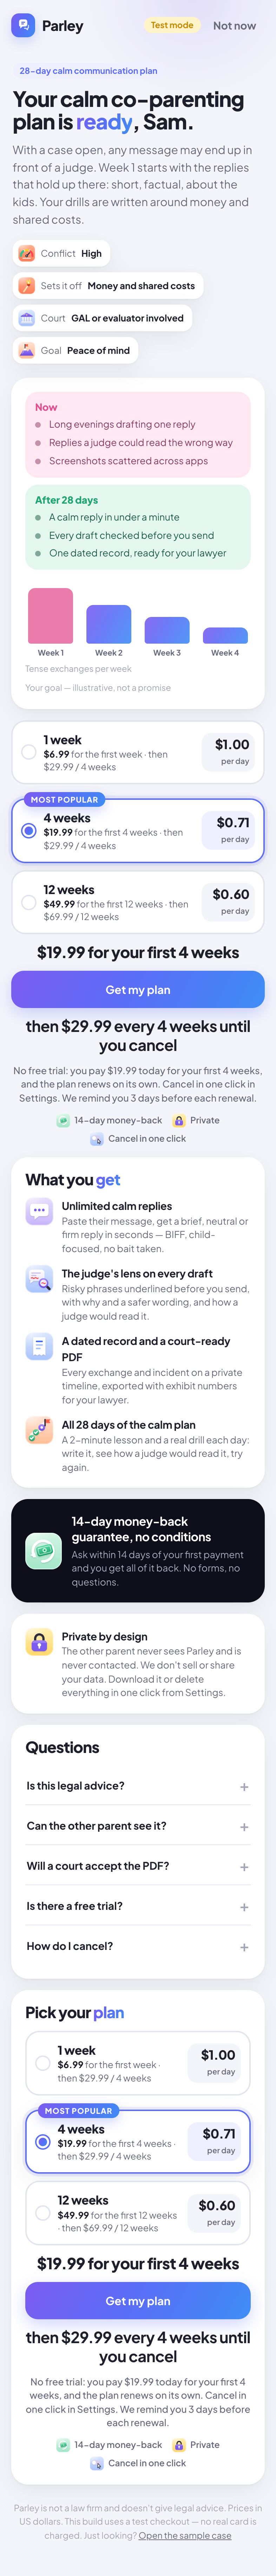 Parley
Test mode
Not now
28-day calm communication plan
Your calm co-parenting
plan is ready, Sam.
With a case open, any message may end up in
front of a judge. Week 1 starts with the replies
that hold up there: short, factual, about the
kids. Your drills are written around money and
shared costs.
Conflict High
Sets it off Money and shared costs
Court GAL or evaluator involved
Goal Peace of mind
Now
Long evenings drafting one reply
Replies a judge could read the wrong way
Screenshots scattered across apps
After 28 days
A calm reply in under a minute
Every draft checked before you send
One dated record, ready for your lawyer
Week 1 Week 2 Week 3 Week 4
Tense exchanges per week
Your goal — illustrative, not a promise
1 week
$6.99 for the first week · then
$29.99 / 4 weeks
$1.00
per day
MOST POPULAR
4 weeks
$19.99 for the first 4 weeks · then
$29.99 / 4 weeks
$0.71
per day
12 weeks
$49.99 for the first 12 weeks · then
$69.99 / 12 weeks
$0.60
per day
$19.99 for your first 4 weeks
Get my plan
then $29.99 every 4 weeks until
you cancel
No free trial: you pay $19.99 today for your first 4 weeks,
and the plan renews on its own. Cancel in one click in
Settings. We remind you 3 days before each renewal.
14-day money-back Private
Cancel in one click
What you get
Unlimited calm replies
Paste their message, get a brief, neutral or
firm reply in seconds — BIFF, child-
focused, no bait taken.
The judge's lens on every draft
Risky phrases underlined before you send,
with why and a safer wording, and how a
judge would read it.
A dated record and a court-ready
PDF
Every exchange and incident on a private
timeline, exported with exhibit numbers
for your lawyer.
All 28 days of the calm plan
A 2-minute lesson and a real drill each day:
write it, see how a judge would read it, try
again.
14-day money-back
guarantee, no conditions
Ask within 14 days of your first payment
and you get all of it back. No forms, no
questions.
Private by design
The other parent never sees Parley and is
never contacted. We don't sell or share
your data. Download it or delete
everything in one click from Settings.
Questions
Is this legal advice? +
Can the other parent see it? +
Will a court accept the PDF? +
Is there a free trial? +
How do I cancel? +
Pick your plan
1 week
$6.99 for the first week ·
then $29.99 / 4 weeks
$1.00
per day
MOST POPULAR
4 weeks
$19.99 for the first 4 weeks ·
then $29.99 / 4 weeks
$0.71
per day
12 weeks
$49.99 for the first 12 weeks
· then $69.99 / 12 weeks
$0.60
per day
$19.99 for your first 4 weeks
Get my plan
then $29.99 every 4 weeks until
you cancel
No free trial: you pay $19.99 today for your first 4
weeks, and the plan renews on its own. Cancel in
one click in Settings. We remind you 3 days before
each renewal.
14-day money-back Private
Cancel in one click
Parley is not a law firm and doesn't give legal advice. Prices in
US dollars. This build uses a test checkout — no real card is
charged. Just looking? Open the sample case